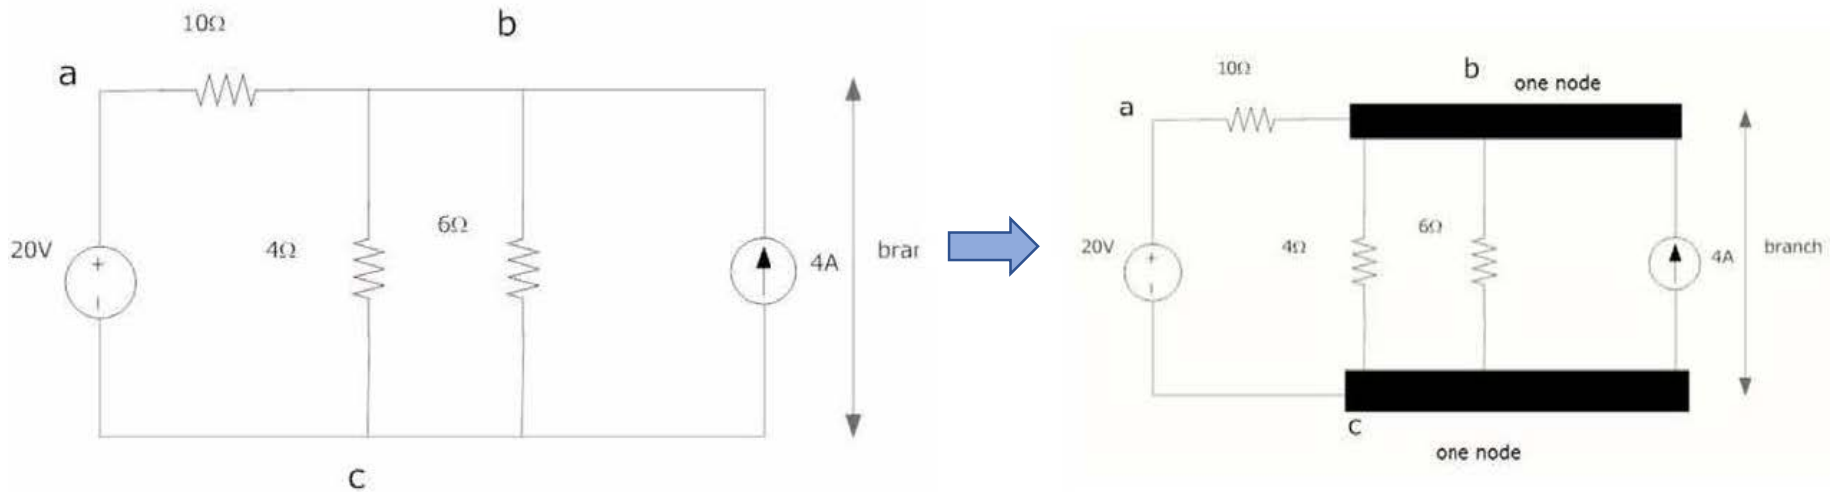 10Ω
b
a
20V
+
4Ω
6Ω
4A
brar
c
10Ω
b
one node
a
20V
+
4Ω
6Ω
4A
branch
c
one node